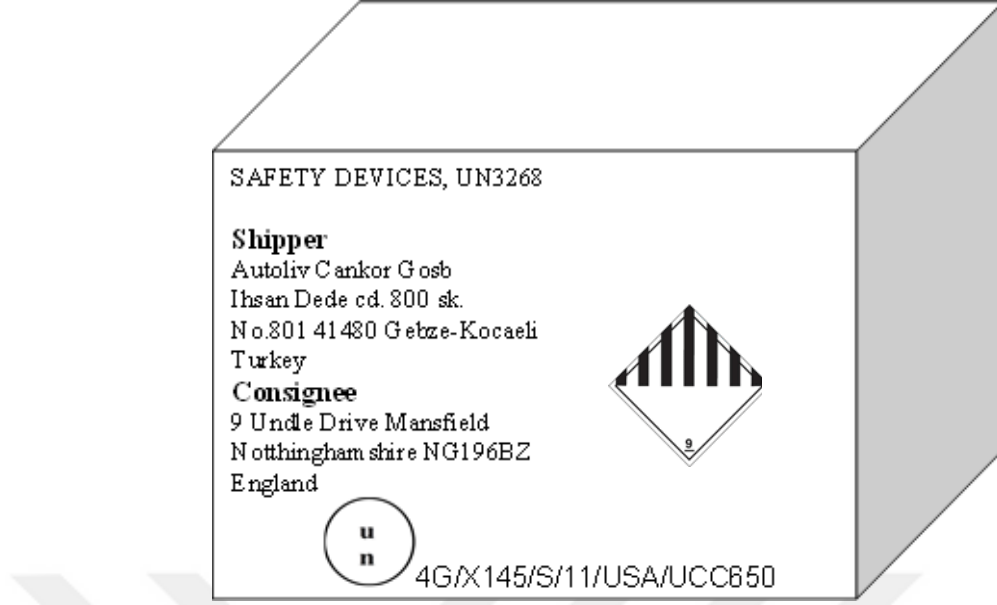 SAFETY DEVICES, UN3268
Shipper
Autoliv Cankor Gosb
Ihsan Dede cd. 800 sk.
No.801 41480 Gebze-Kocaeli
Turkey
Consignee
9 Undle Drive Mansfield
Notthinghamshire NG196BZ
England
9
u
n
4G/X145/S/11/USA/UCC650